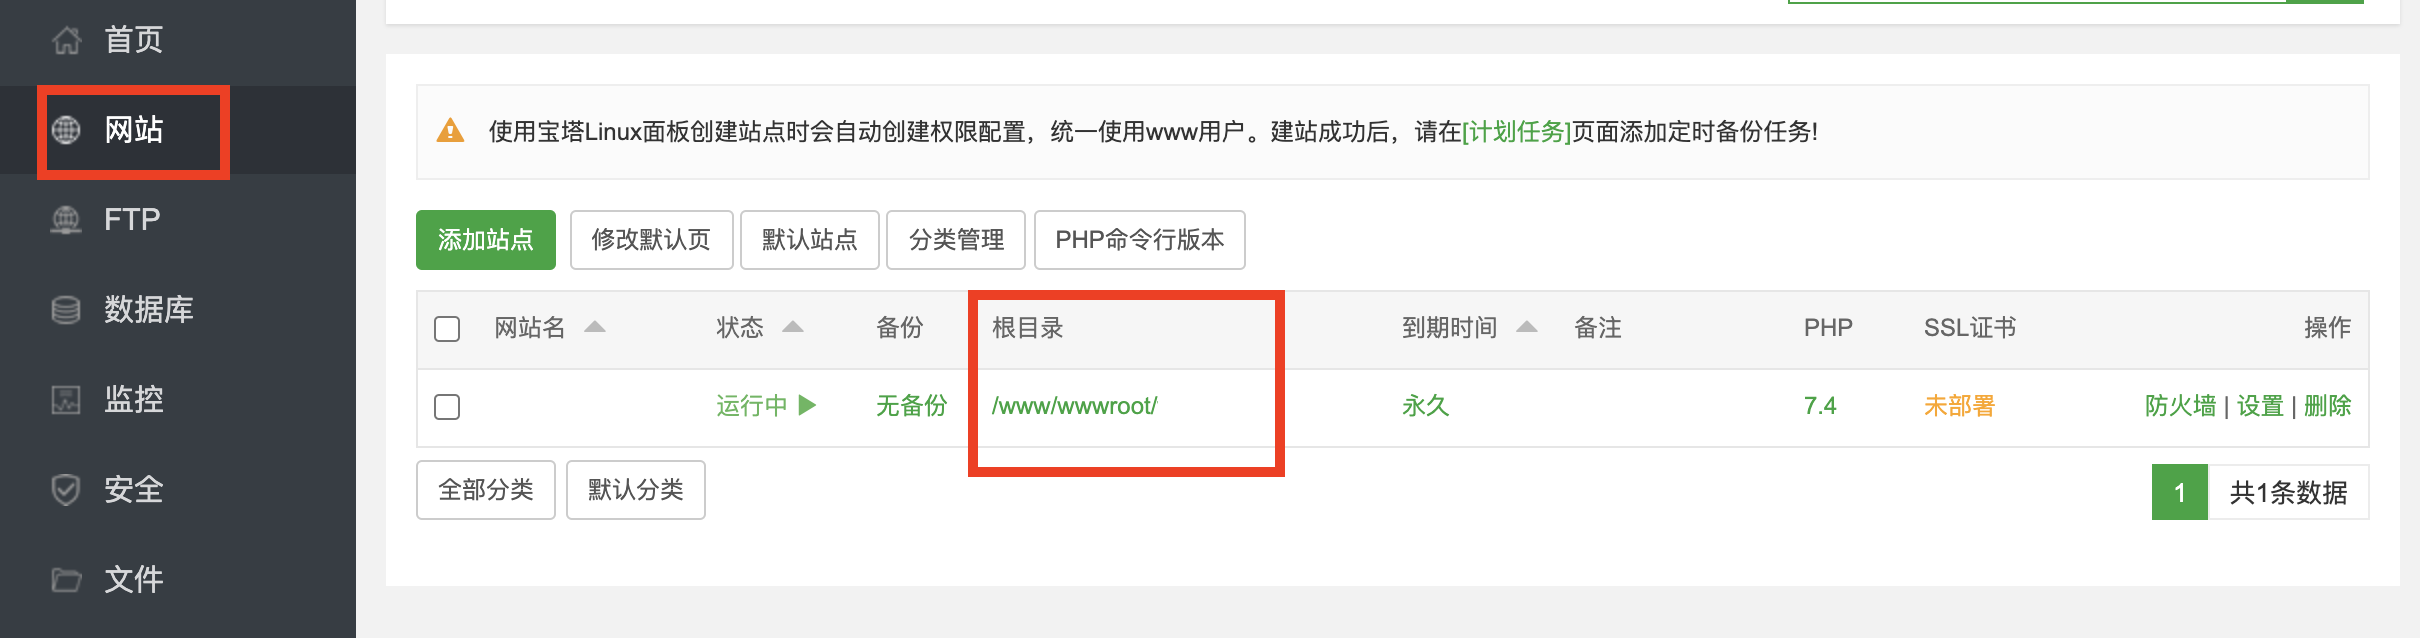 首页
网站
FTP
数据库
监控
安全
文件
使用宝塔Linux面板创建站点时会自动创建权限配置，统一使用www用户。建站成功后，请在[计划任务]页面添加定时备份任务!
添加站点 修改默认页 默认站点 分类管理 PHP命令行版本
网站名 状态 备份 根目录 到期时间 备注 PHP SSL证书 操作
运行中 无备份 /www/wwwroot/ 永久 7.4 未部署 防火墙 | 设置 | 删除
全部分类 默认分类 1 共1条数据